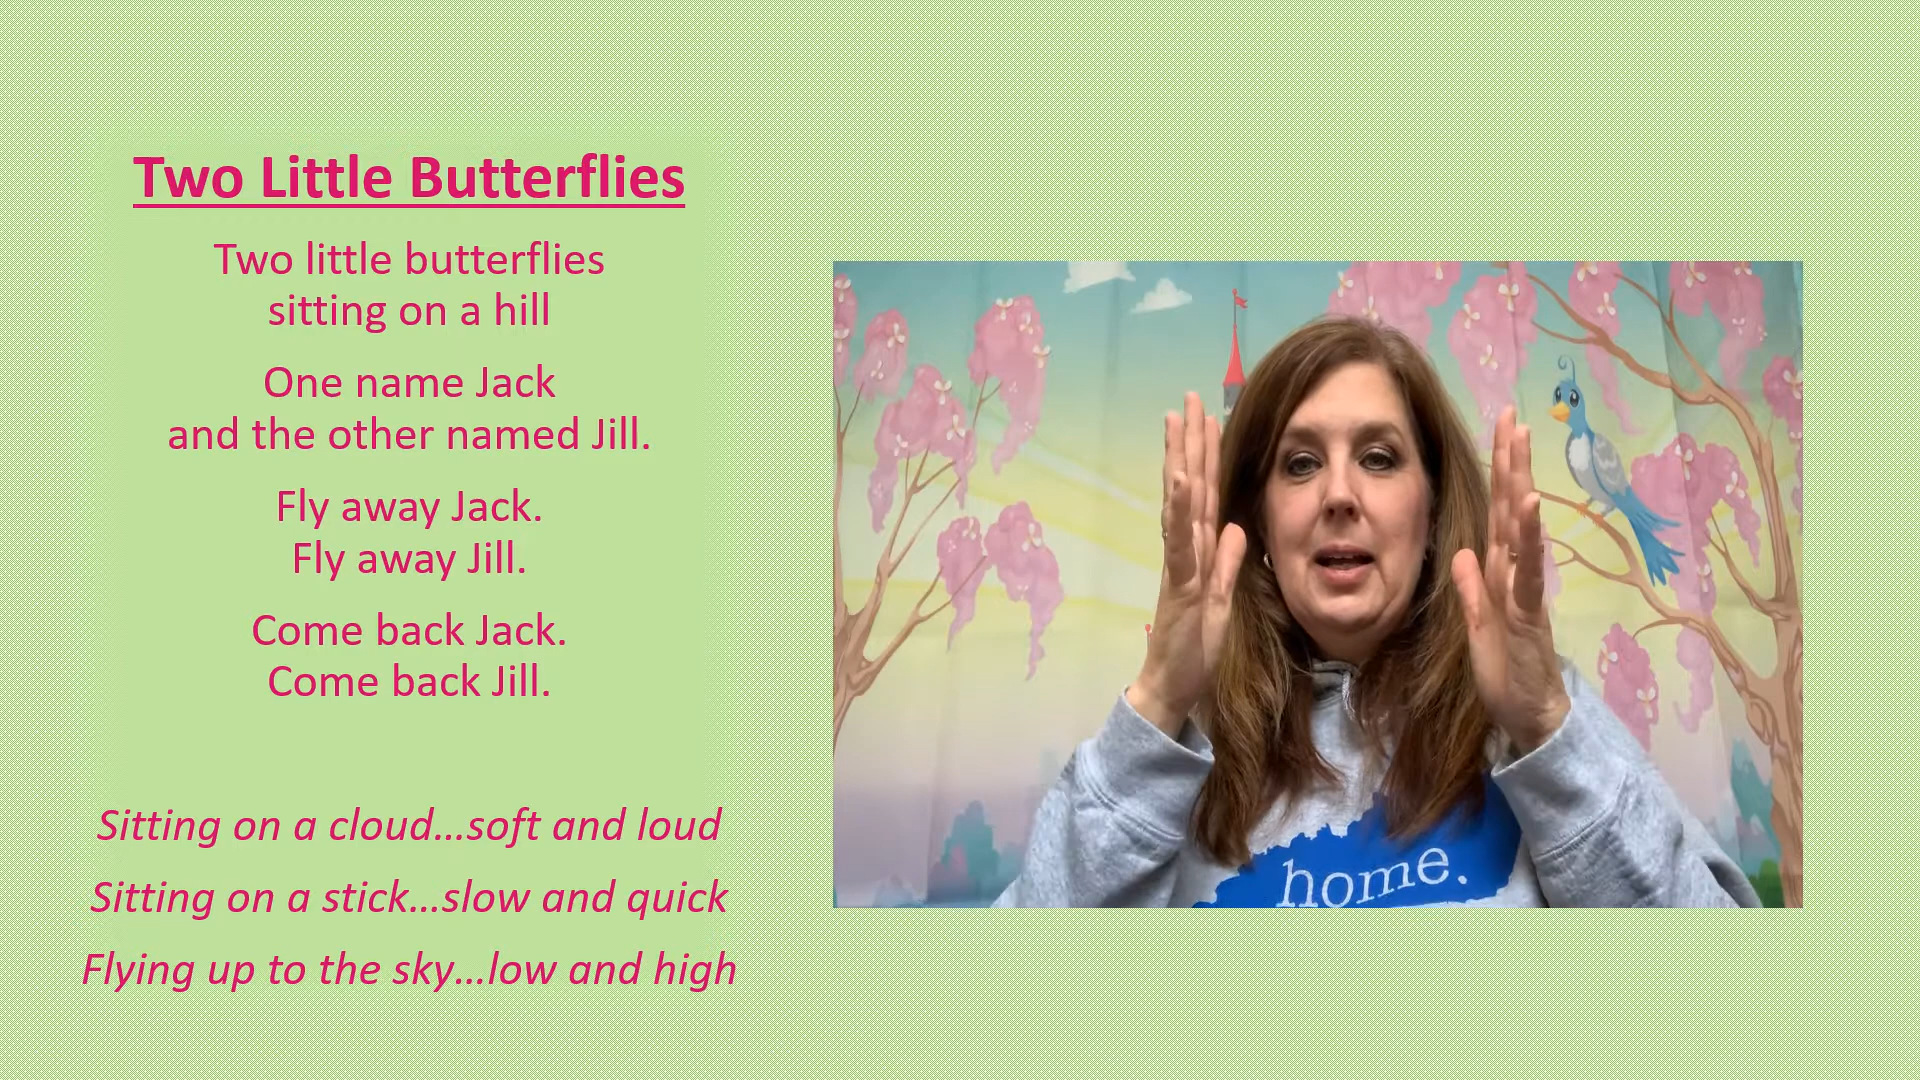 Two Little Butterflies
Two little butterflies
sitting on a hill
One name Jack
and the other named Jill.
Fly away Jack.
Fly away Jill.
Come back Jack.
Come back Jill.
Sitting on a cloud...soft and loud
Sitting on a stick...slow and quick
Flying up to the sky...low and high
home.